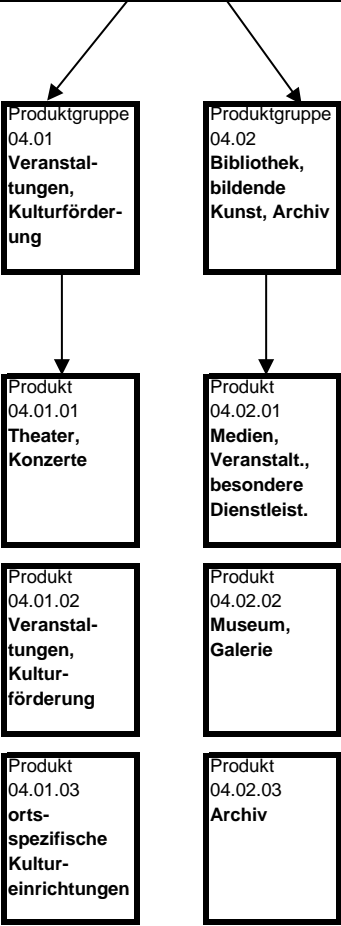 Produktgruppe
04.01
Veranstal-
tungen,
Kulturförder-
ung
Produktgruppe
04.02
Bibliothek,
bildende
Kunst, Archiv
Produkt
04.01.01
Theater,
Konzerte
Produkt
04.02.01
Medien,
Veranstalt.,
besondere
Dienstleist.
Produkt
04.01.02
Veranstal-
tungen,
Kultur-
förderung
Produkt
04.02.02
Museum,
Galerie
Produkt
04.01.03
orts-
spezifische
Kultur-
einrichtungen
Produkt
04.02.03
Archiv